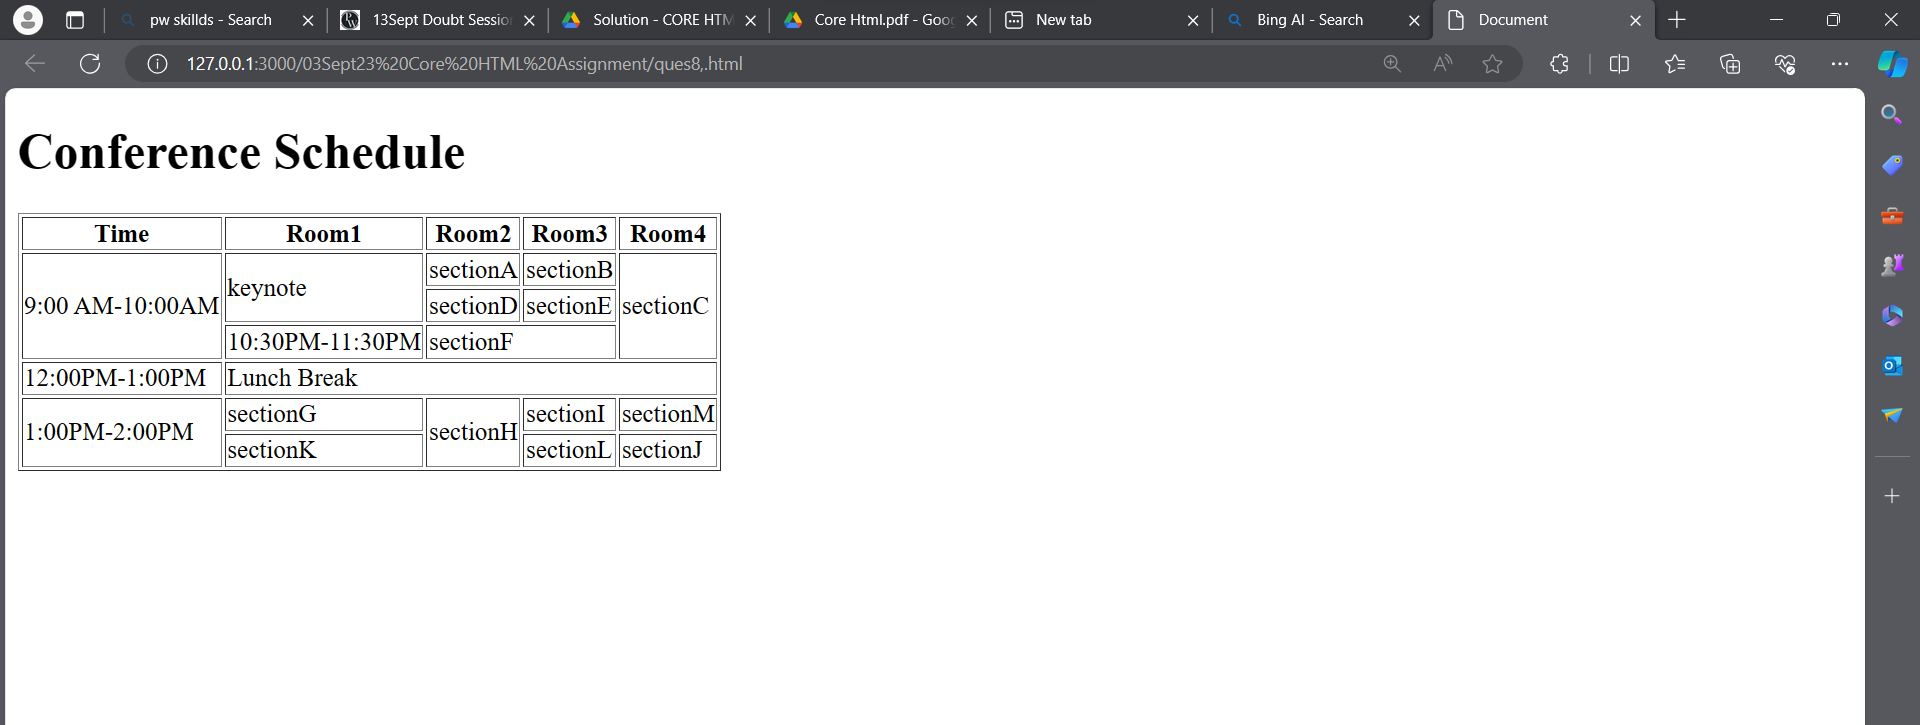 pw skillds - Search
13Sept Doubt Sessio
Solution - CORE HTM
Core Html.pdf - Goog
New tab
Bing AI - Search
Document
127.0.0.1:3000/03Sept23%20Core%20HTML%20Assignment/ques8,.html
Conference Schedule
Time Room1 Room2 Room3 Room4
9:00 AM-10:00AM keynote sectionA sectionB sectionC
sectionD sectionE
10:30PM-11:30PM sectionF
12:00PM-1:00PM Lunch Break
1:00PM-2:00PM sectionG sectionH sectionI sectionM
sectionK sectionL sectionJ